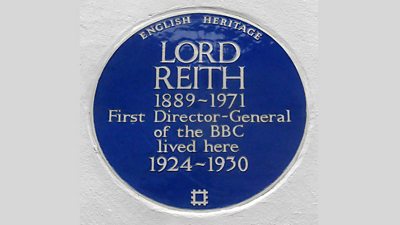 ENGLISH HERITAGE
LORD
REITH
1889~1971
First Director-General
of the BBC
lived here
1924~1930